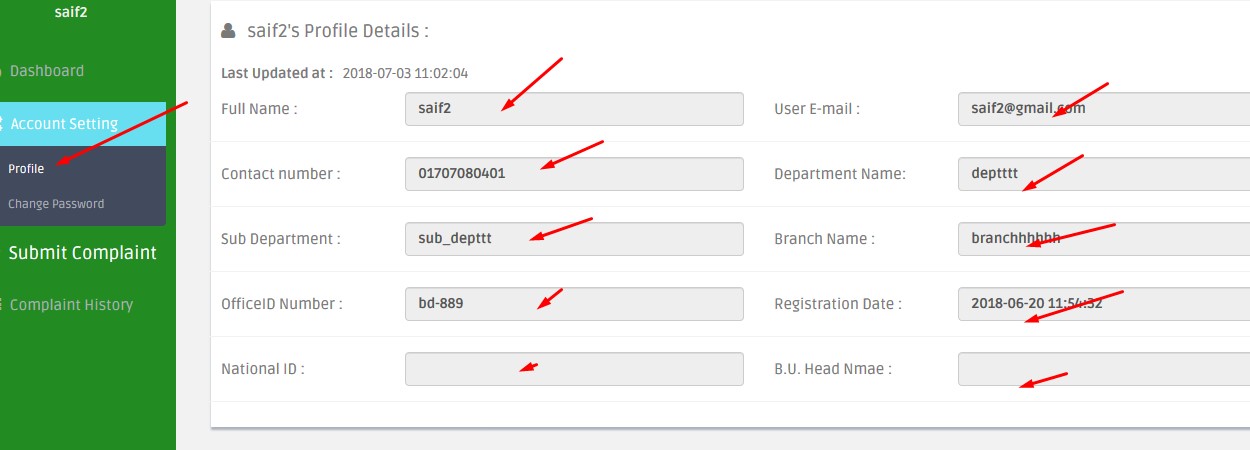 saif2
Dashboard
Account Setting
Profile
Change Password
Submit Complaint
Complaint History
saif2's Profile Details :
Last Updated at : 2018-07-03 11:02:04
Full Name : saif2 User E-mail : saif2@gmail.com
Contact number : 01707080401 Department Name: deptttt
Sub Department : sub_depttt Branch Name : branchhhhhh
OfficeID Number : bd-889 Registration Date : 2018-06-20 11:54:32
National ID : B.U. Head Nmae :